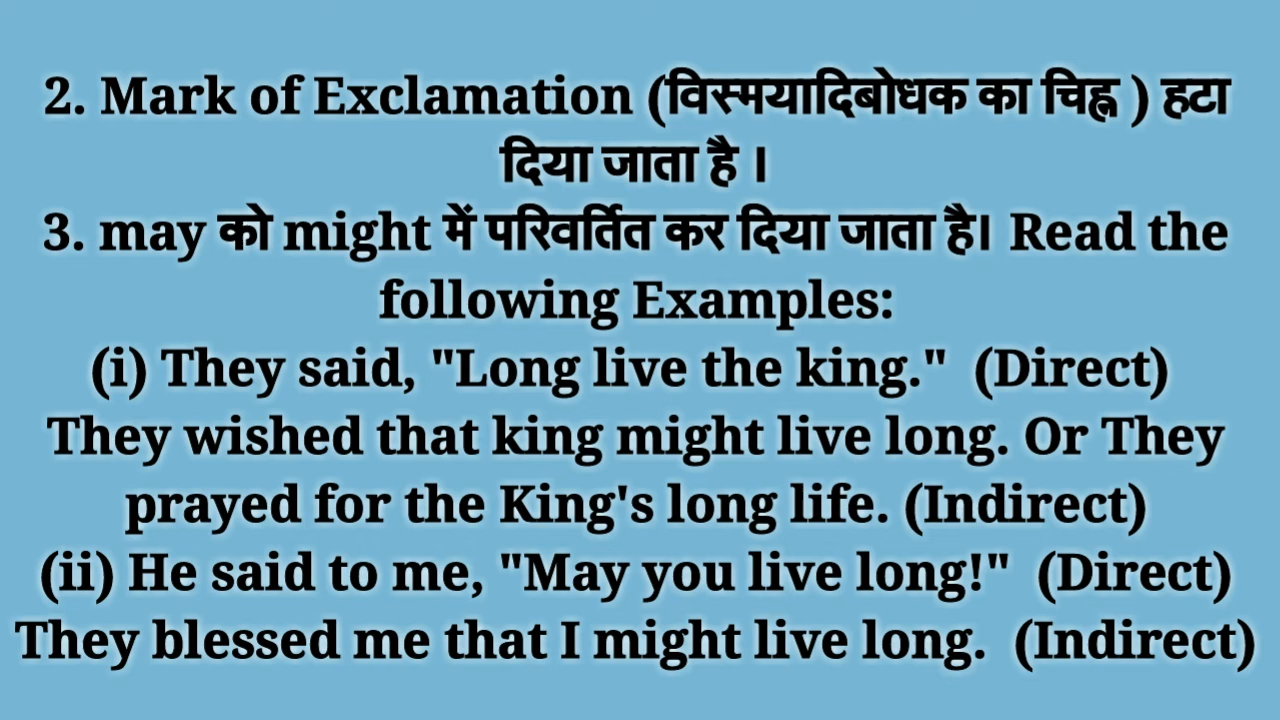 2. Mark of Exclamation (विस्मयादिबोधक का चिह्न ) हटा
दिया जाता है ।
3. may को might में परिवर्तित कर दिया जाता है। Read the
following Examples:
(i) They said, "Long live the king." (Direct)
They wished that king might live long. Or They
prayed for the King's long life. (Indirect)
(ii) He said to me, "May you live long!" (Direct)
They blessed me that I might live long. (Indirect)